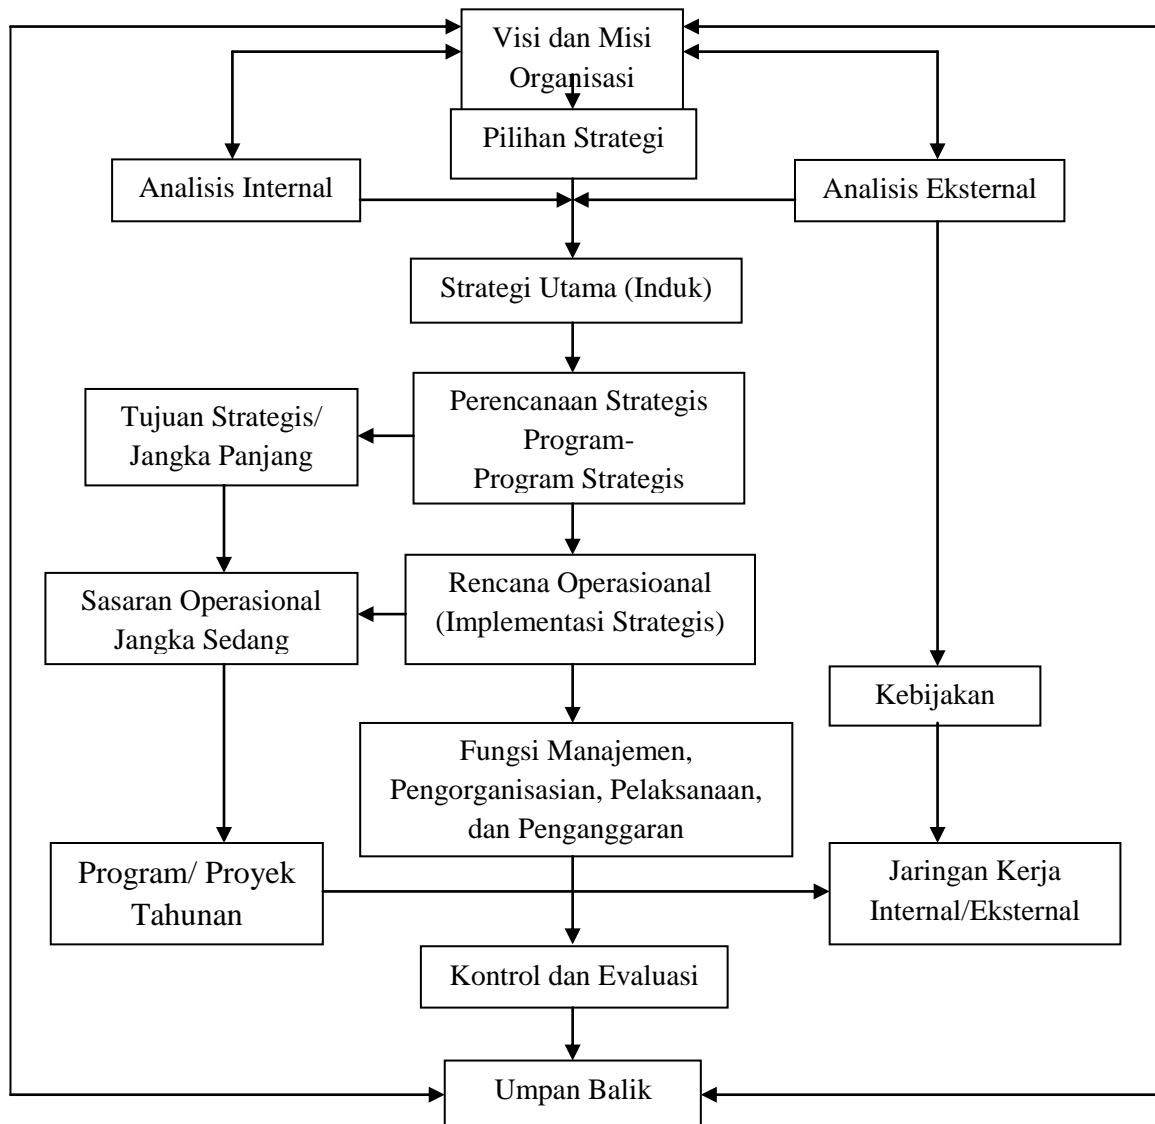 Visi dan Misi
Organisasi
Pilihan Strategi
Analisis Internal
Analisis Eksternal
Strategi Utama (Induk)
Perencanaan Strategis
Program-
Program Strategis
Tujuan Strategis/
Jangka Panjang
Rencana Operasioanal
(Implementasi Strategis)
Sasaran Operasional
Jangka Sedang
Kebijakan
Fungsi Manajemen,
Pengorganisasian, Pelaksanaan,
dan Penganggaran
Program/ Proyek
Tahunan
Jaringan Kerja
Internal/Eksternal
Kontrol dan Evaluasi
Umpan Balik